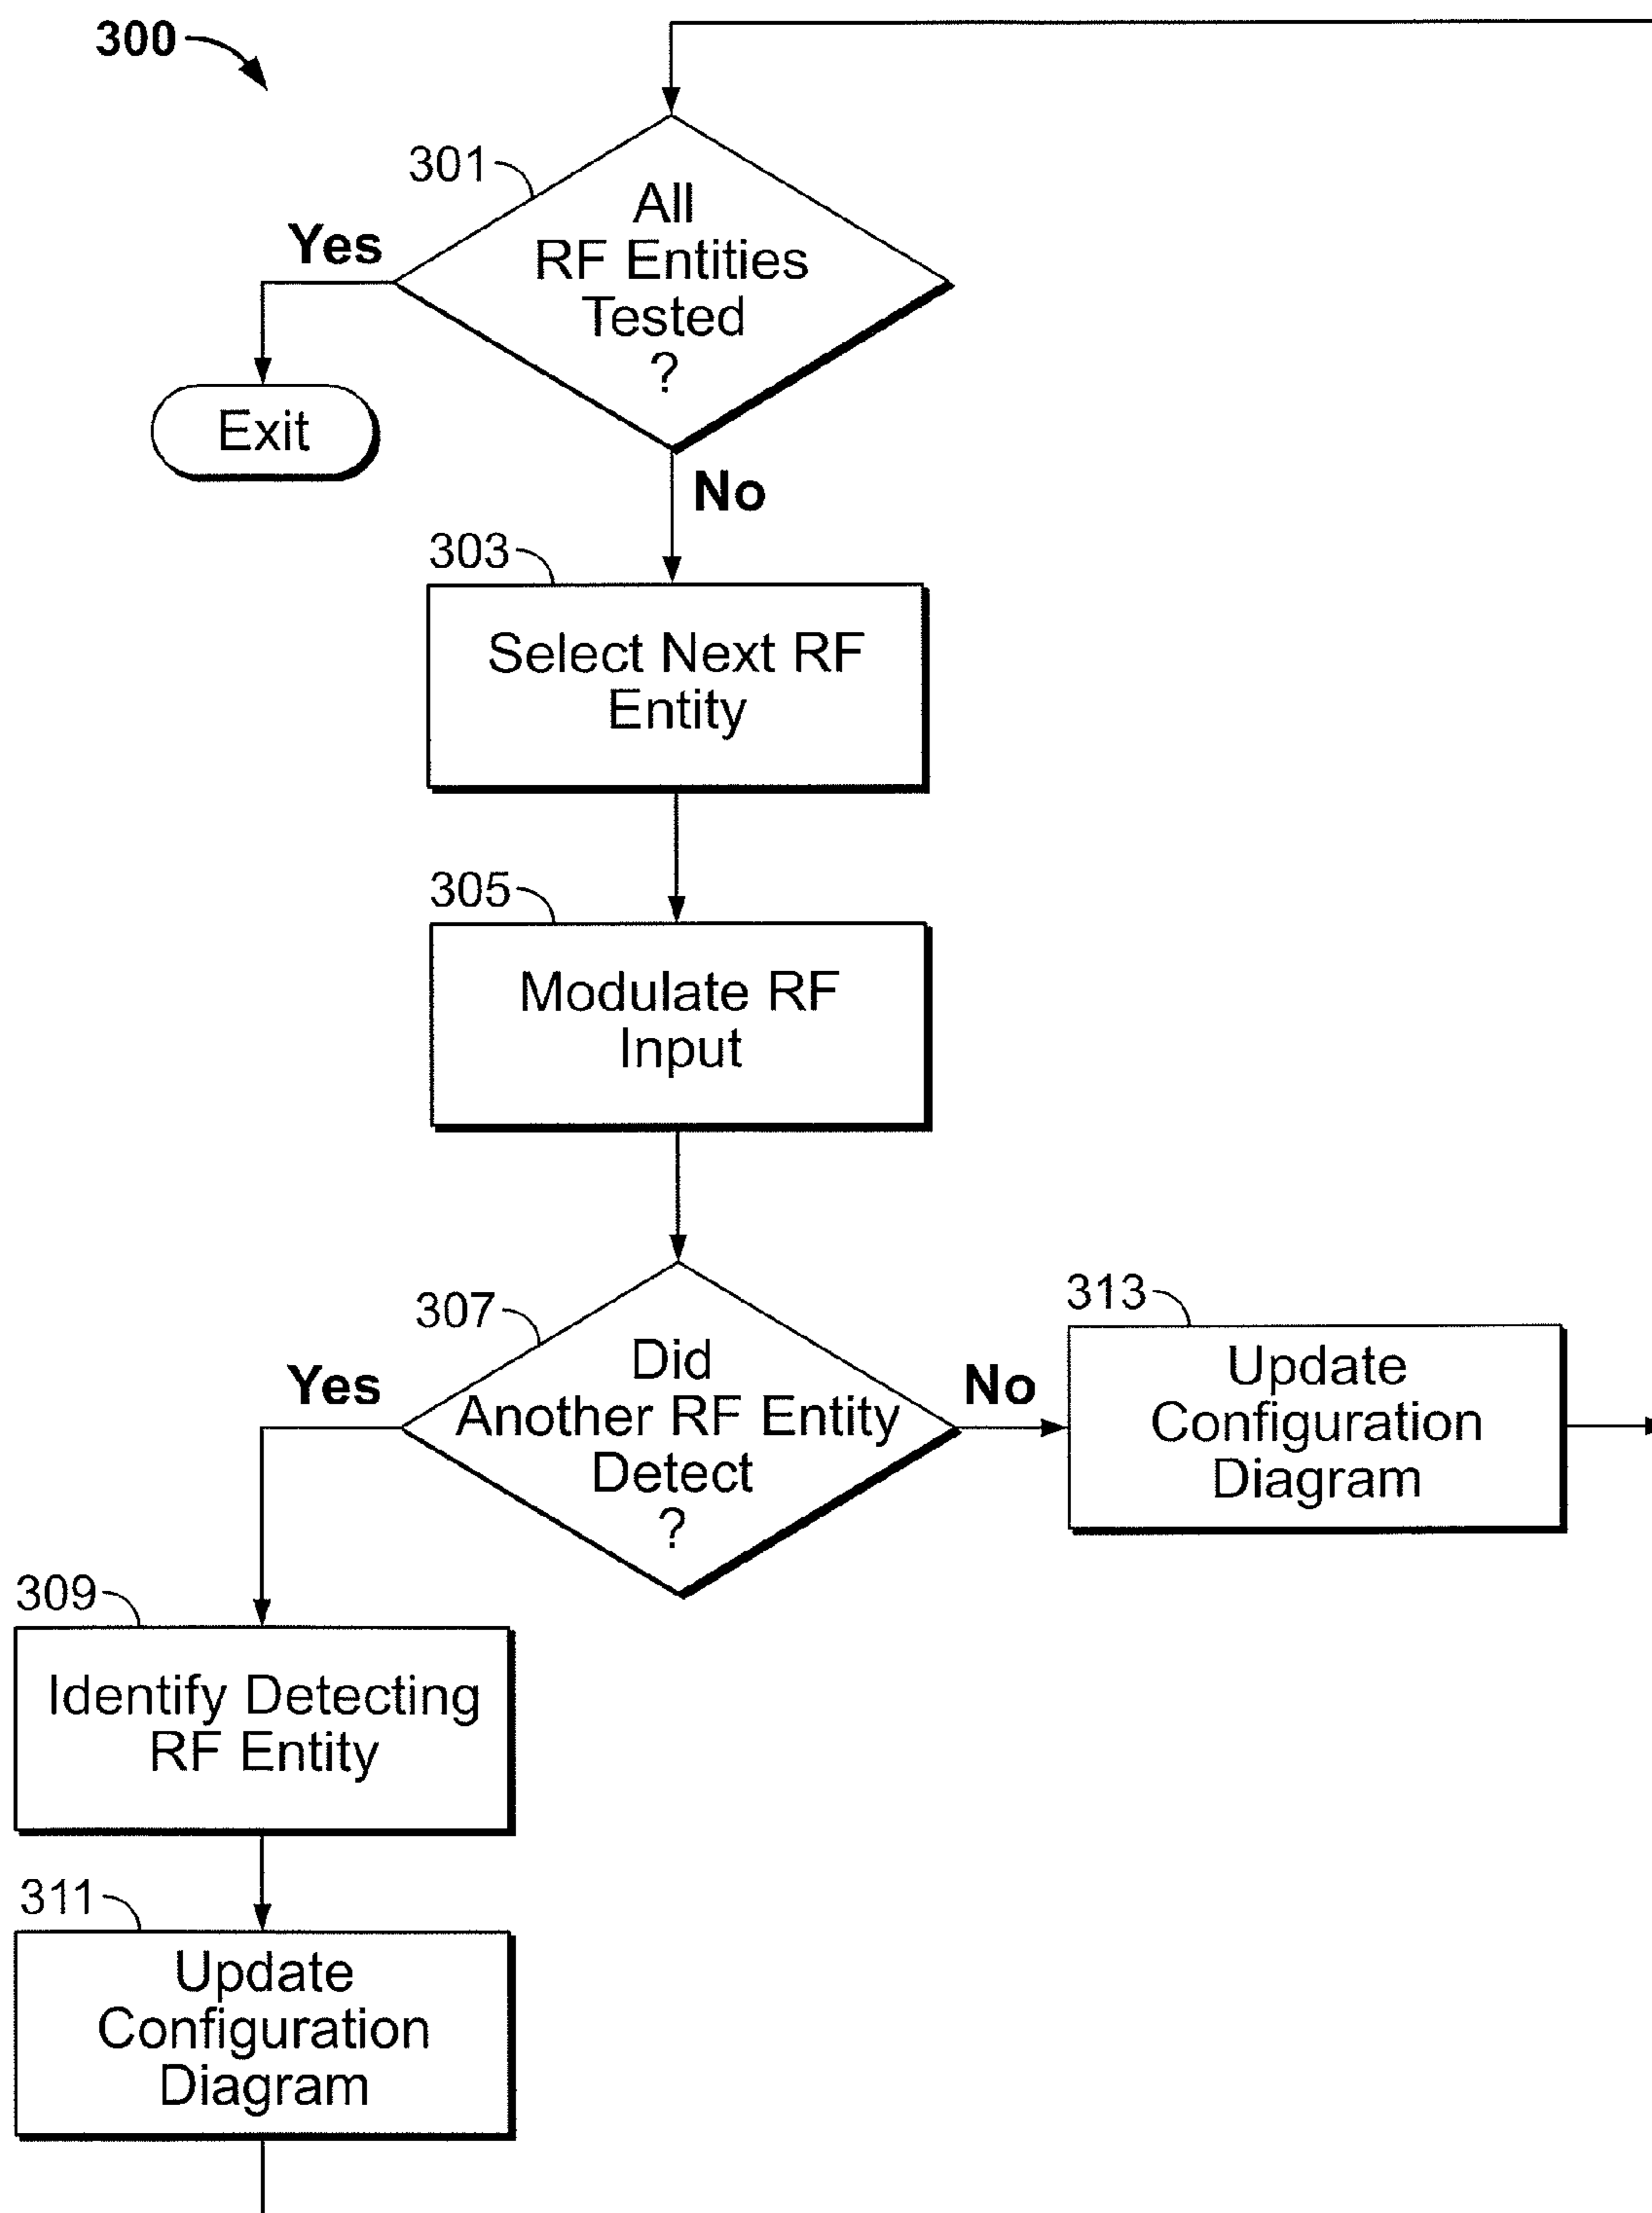 300
301
All
RF Entities
Tested
?
Yes
Exit
No
303
Select Next RF
Entity
305
Modulate RF
Input
307
Did
Another RF Entity
Detect
?
Yes
No
313
Update
Configuration
Diagram
309
Identify Detecting
RF Entity
311
Update
Configuration
Diagram